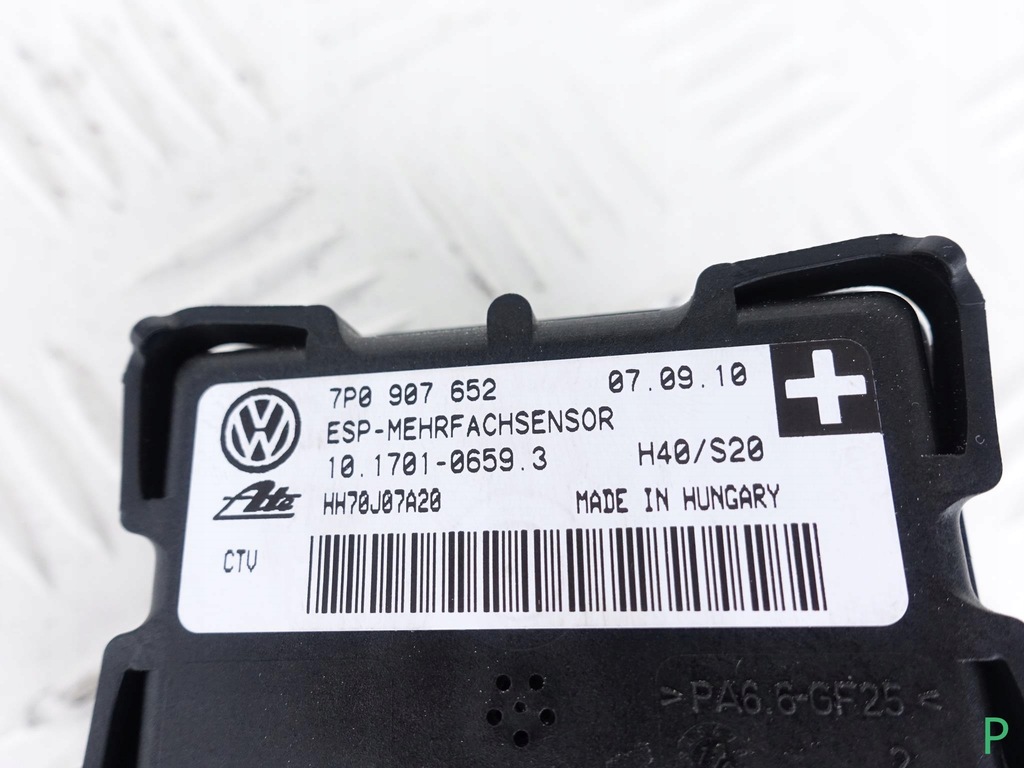 7P0 907 652 07.09.10
ESP-MEHRFACHSENSOR
10.1701-0659.3 H40/S20
Ate HH70J07A20 MADE IN HUNGARY
CTV
>PA6.6-GF25<
2
P